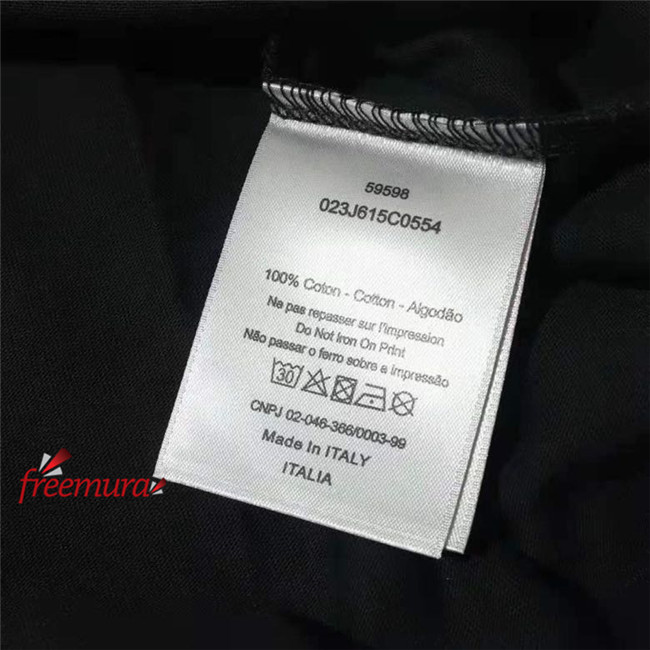 59598
023J615C0554
100% Coton - Cotton - Algodão
Ne pas repasser sur l'impression
Do Not Iron On Print
Não passar o ferro sobre a impressão
30
CNPJ 02-046-366/0003-99
Made In ITALY
ITALIA
freemura